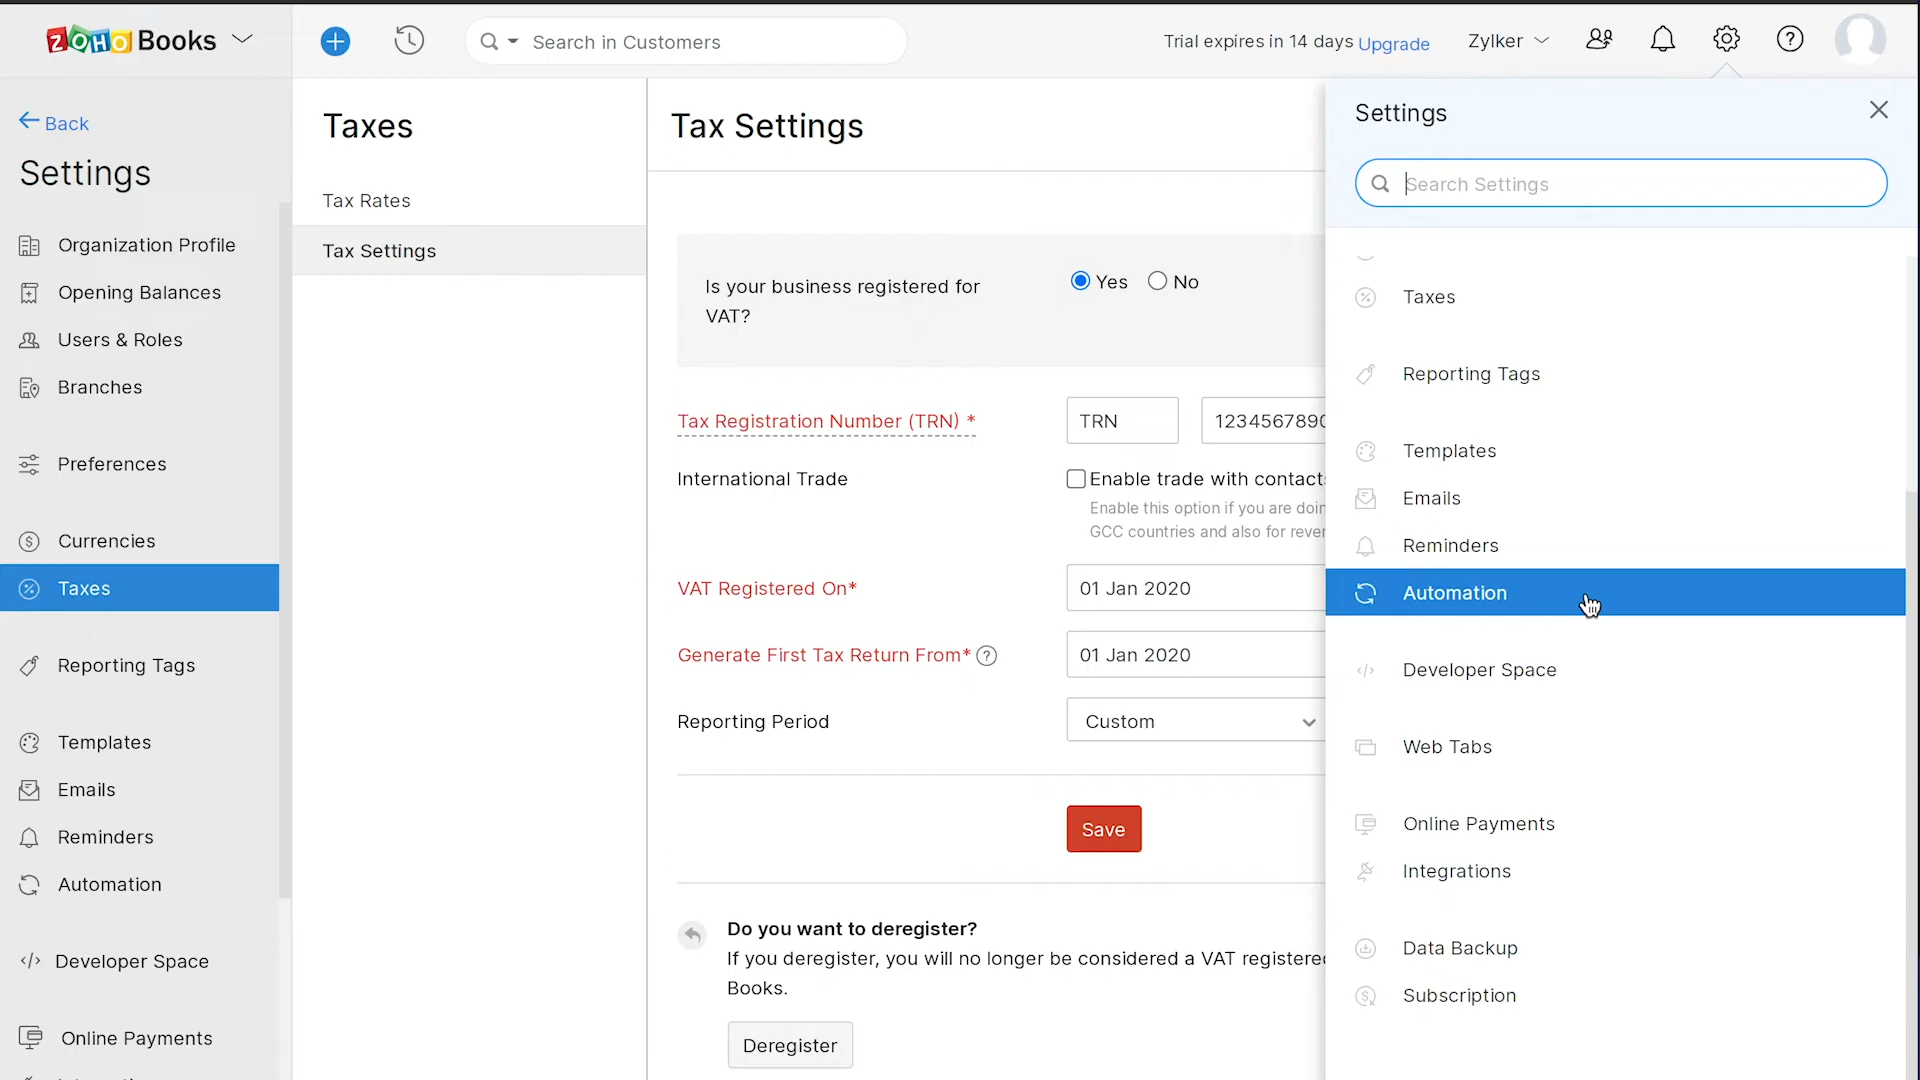 ZOHO Books
Search in Customers
Trial expires in 14 days Upgrade
Zylker
Back
Settings
Organization Profile
Opening Balances
Users & Roles
Branches
Preferences
Currencies
Taxes
Reporting Tags
Templates
Emails
Reminders
Automation
Developer Space
Online Payments
Taxes
Tax Rates
Tax Settings
Tax Settings
Is your business registered for
VAT?
Yes
No
Tax Registration Number (TRN) *
TRN
1234567890
International Trade
Enable trade with contacts
Enable this option if you are doin
GCC countries and also for rever
VAT Registered On*
01 Jan 2020
Generate First Tax Return From*
01 Jan 2020
Reporting Period
Custom
Save
Do you want to deregister?
If you deregister, you will no longer be considered a VAT registered
Books.
Deregister
Settings
Search Settings
Taxes
Reporting Tags
Templates
Emails
Reminders
Automation
Developer Space
Web Tabs
Online Payments
Integrations
Data Backup
Subscription